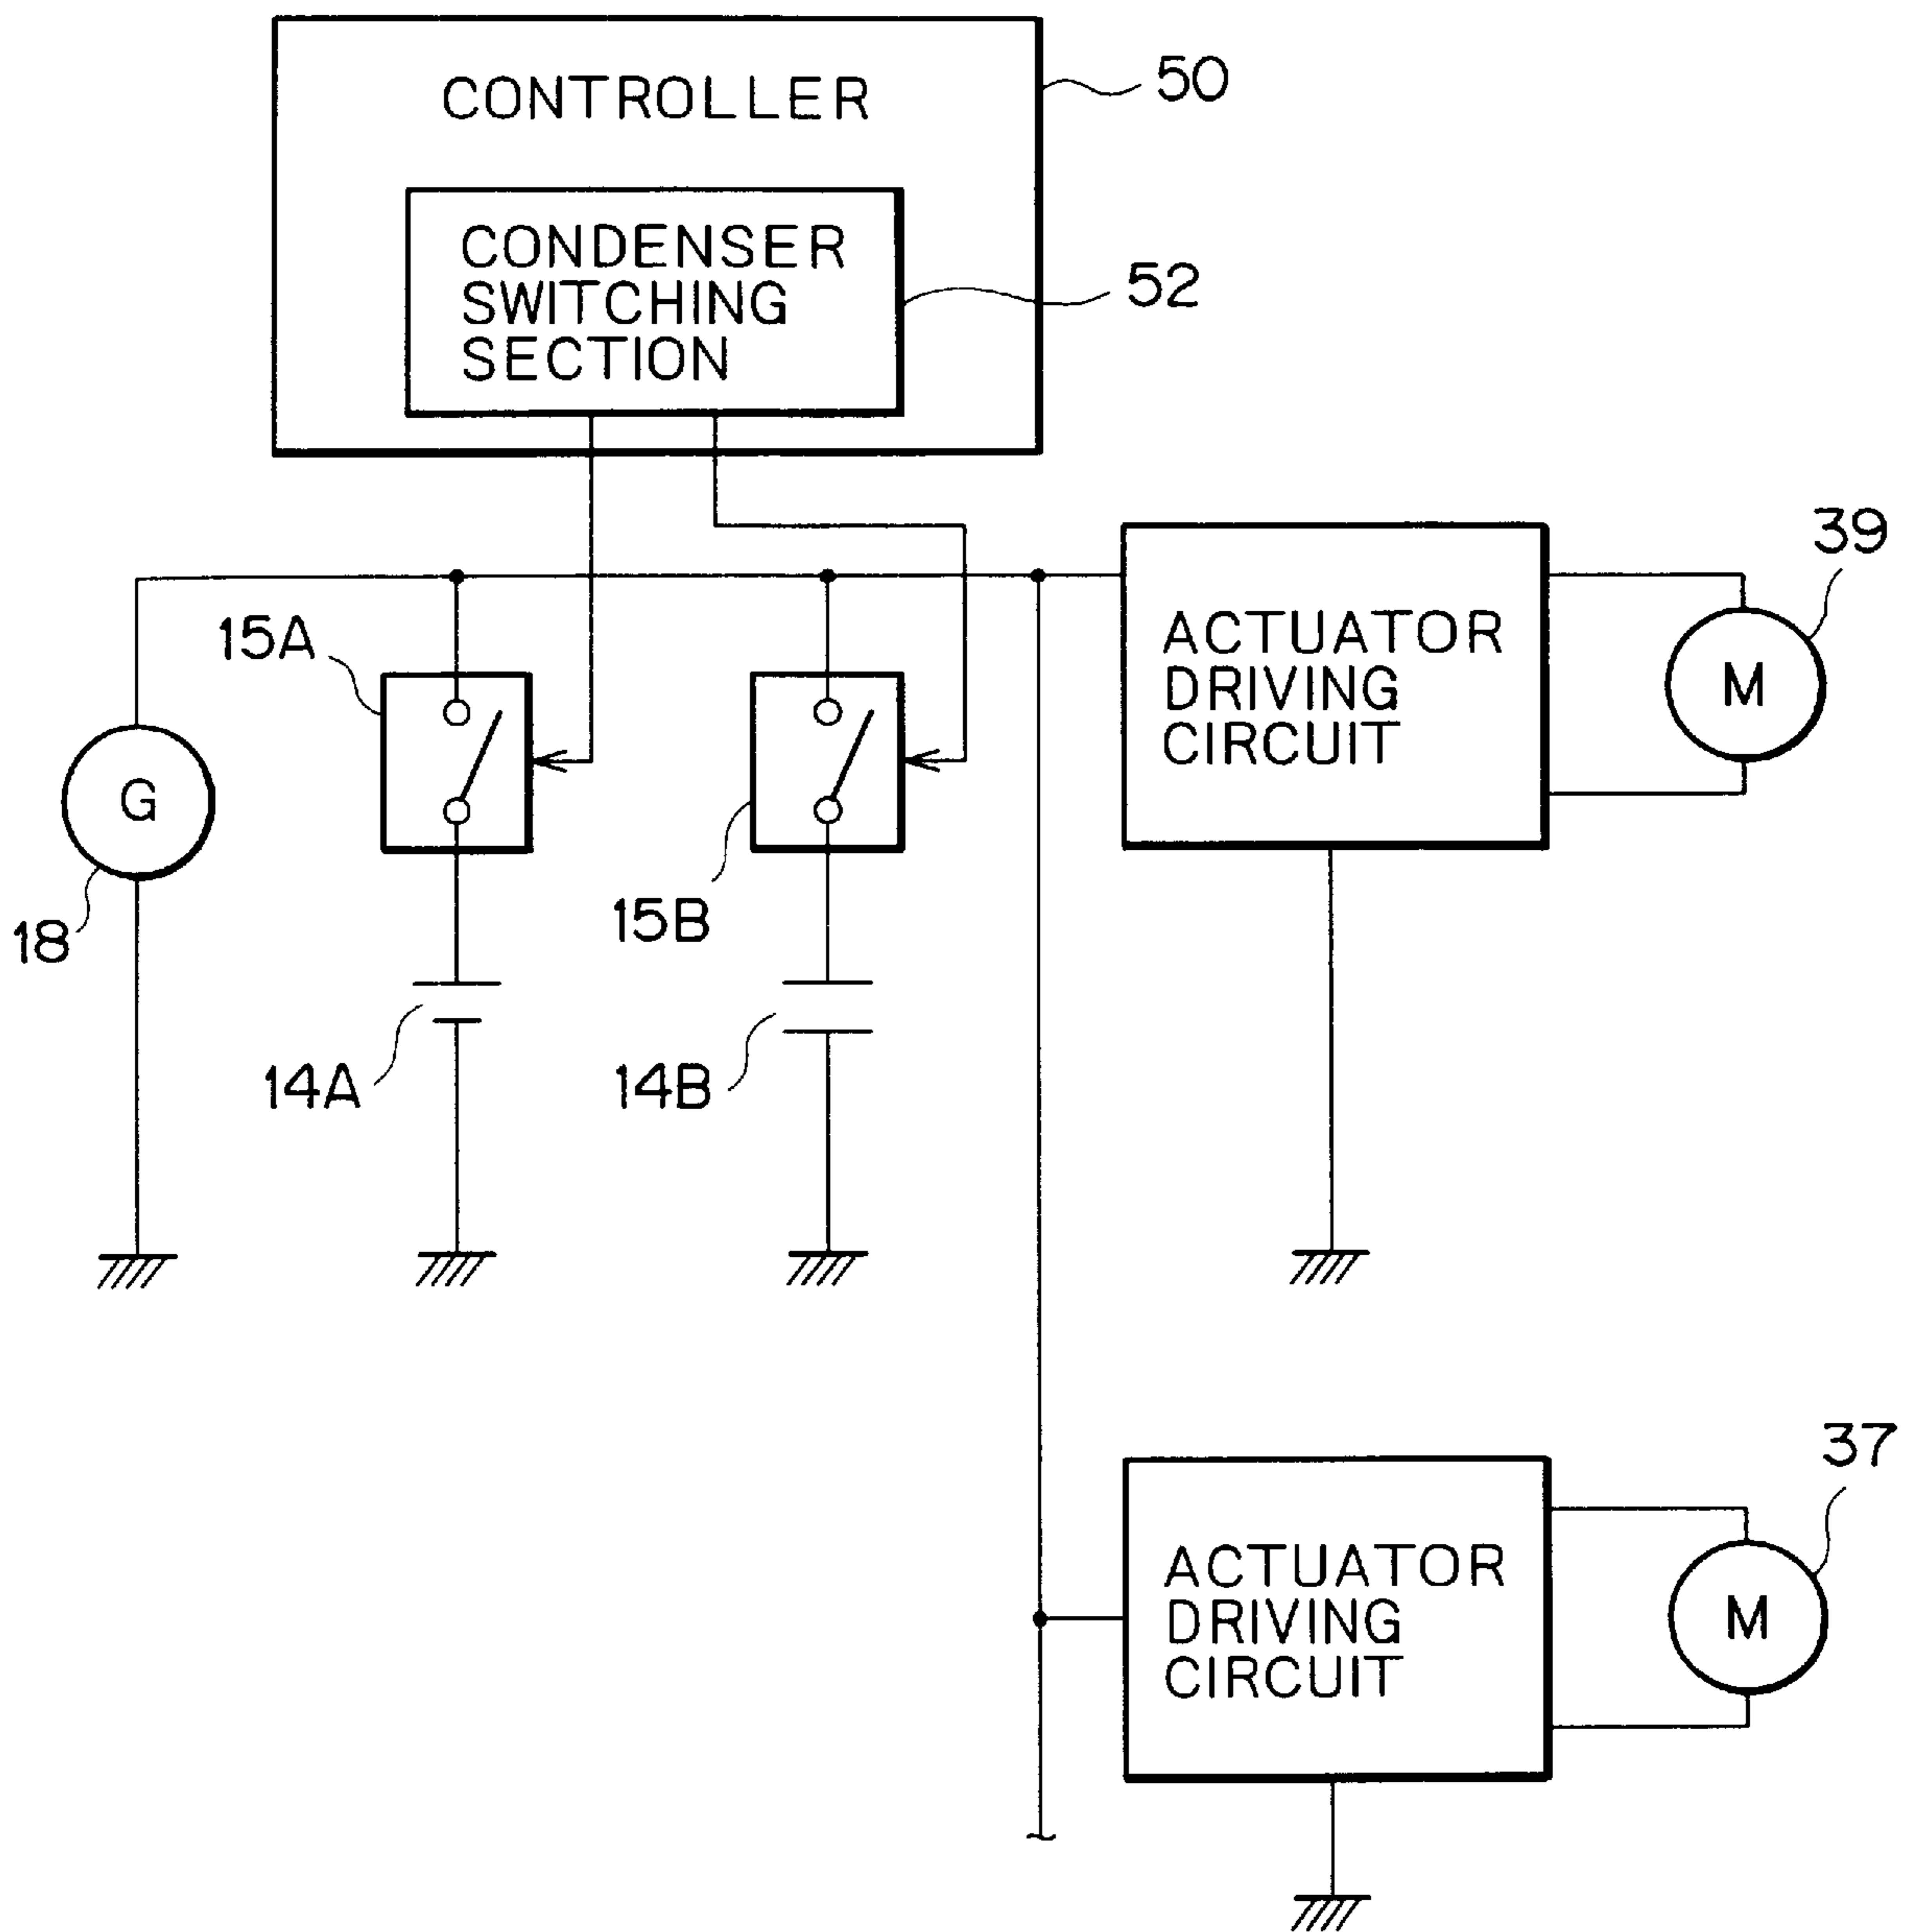 CONTROLLER
50
CONDENSER
SWITCHING
SECTION
52
39
15A
ACTUATOR
DRIVING
CIRCUIT
M
G
15B
18
14A
14B
37
ACTUATOR
DRIVING
CIRCUIT
M